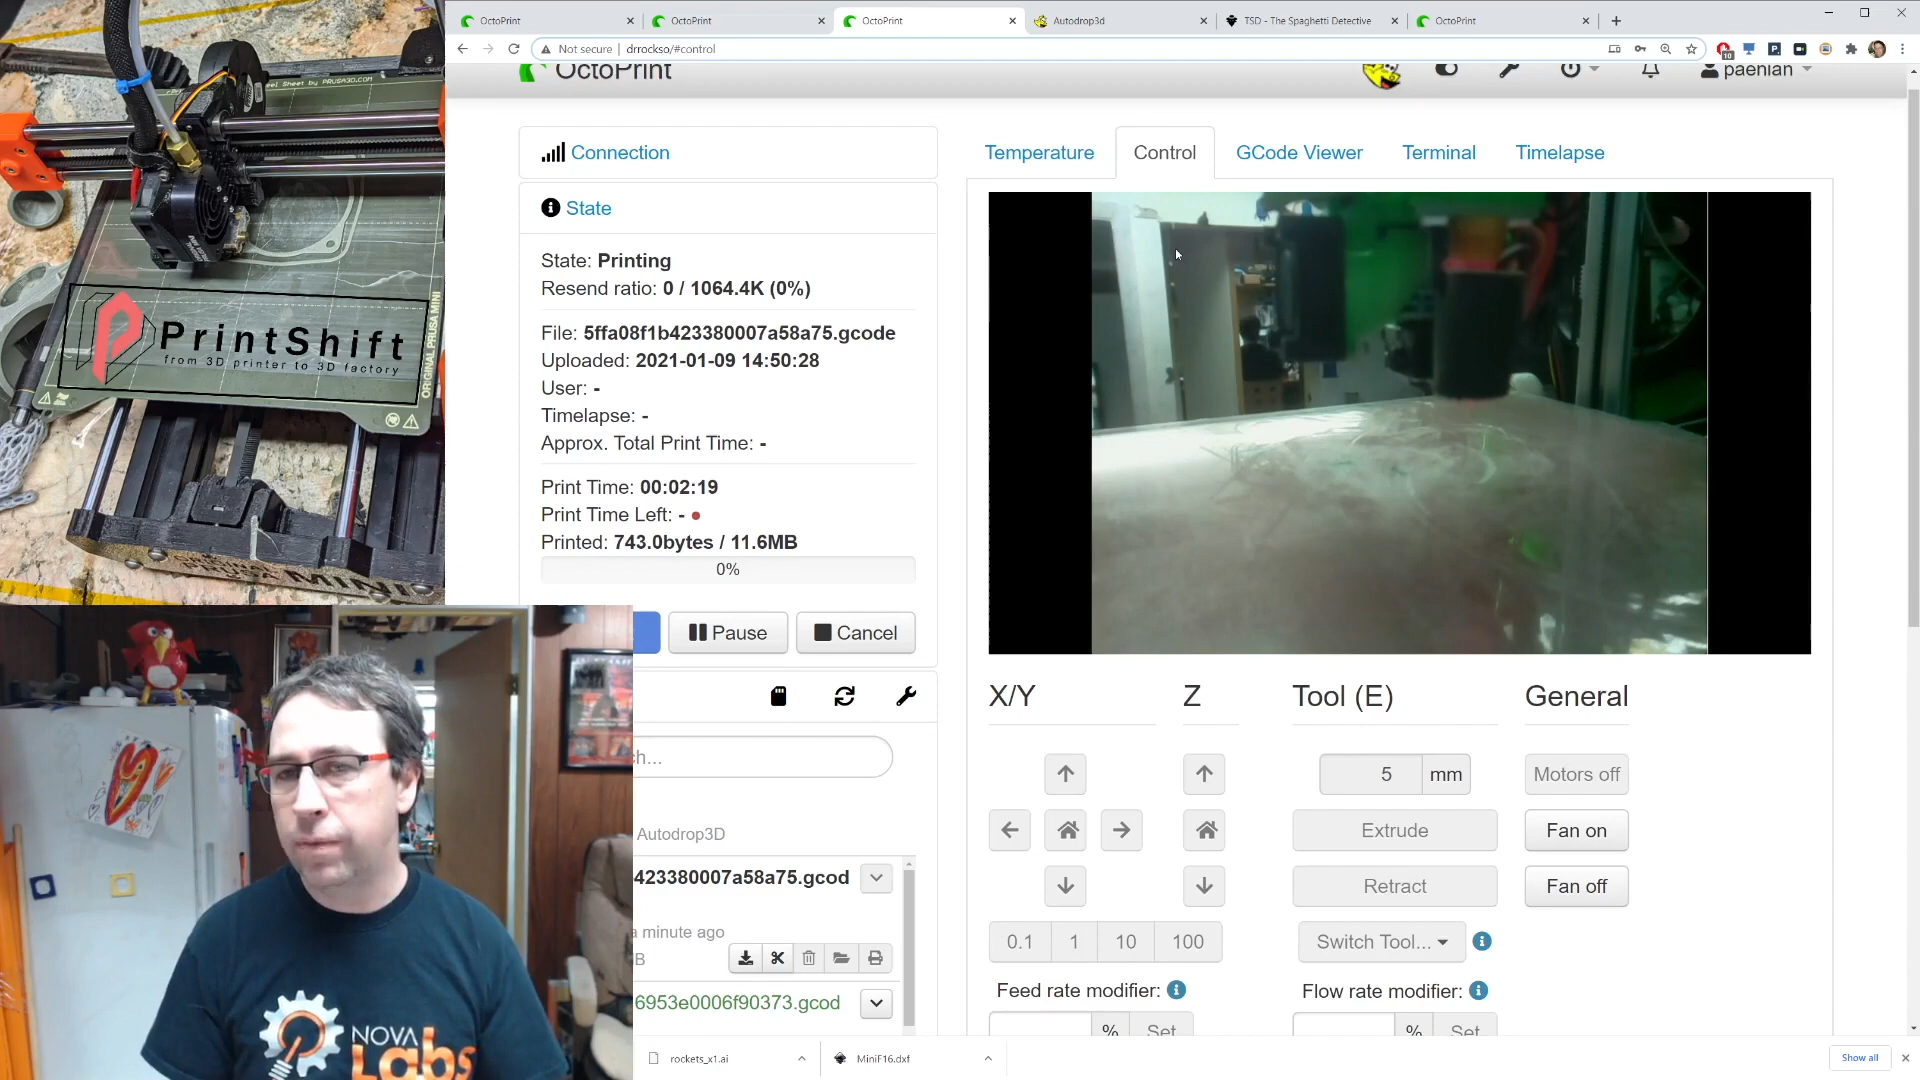 OctoPrint
OctoPrint
OctoPrint
Autodrop3d
TSD - The Spaghetti Detective
OctoPrint
Not secure | drrockso/#control
10
OctoPrint
paenian
Connection
State
State: Printing
Resend ratio: 0 / 1064.4K (0%)
File: 5ffa08f1b423380007a58a75.gcode
Uploaded: 2021-01-09 14:50:28
User: -
Timelapse: -
Approx. Total Print Time: -
Print Time: 00:02:19
Print Time Left: -
Printed: 743.0bytes / 11.6MB
0%
Pause
Cancel
h...
Autodrop3D
423380007a58a75.gcod
a minute ago
B
6953e0006f90373.gcod
Temperature
Control
GCode Viewer
Terminal
Timelapse
X/Y
Z
Tool (E)
General
5 mm
Motors off
Extrude
Fan on
Retract
Fan off
0.1 1 10 100
Switch Tool...
Feed rate modifier:
Flow rate modifier:
% Set
% Set
rockets_x1.ai
MiniF16.dxf
Show all
PrintShift
from 3D printer to 3D factory
ORIGINAL PRUSA MINI
MINI
NOVA
Labs